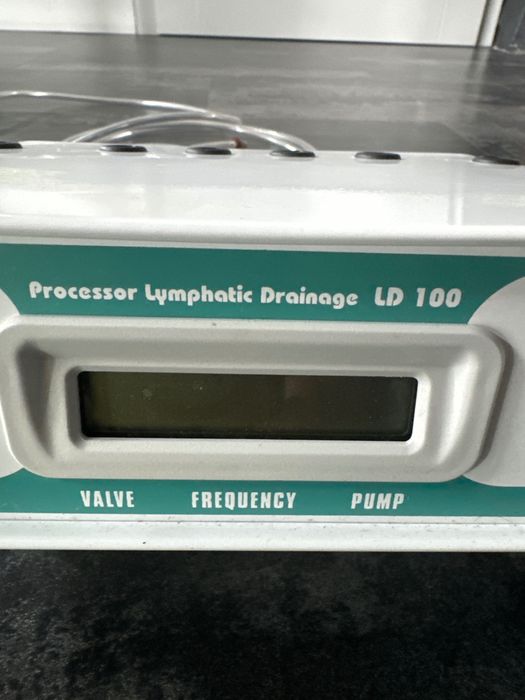 Processor Lymphatic Drainage LD 100
VALVE FREQUENCY PUMP